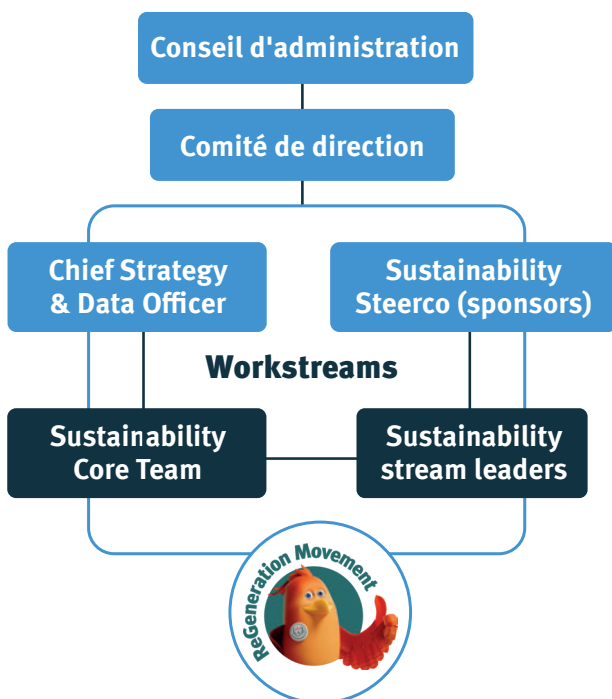 Conseil d'administration
Comité de direction
Chief Strategy
& Data Officer
Sustainability
Steerco (sponsors)
Workstreams
Sustainability
Core Team
Sustainability
stream leaders
ReGeneration Movement